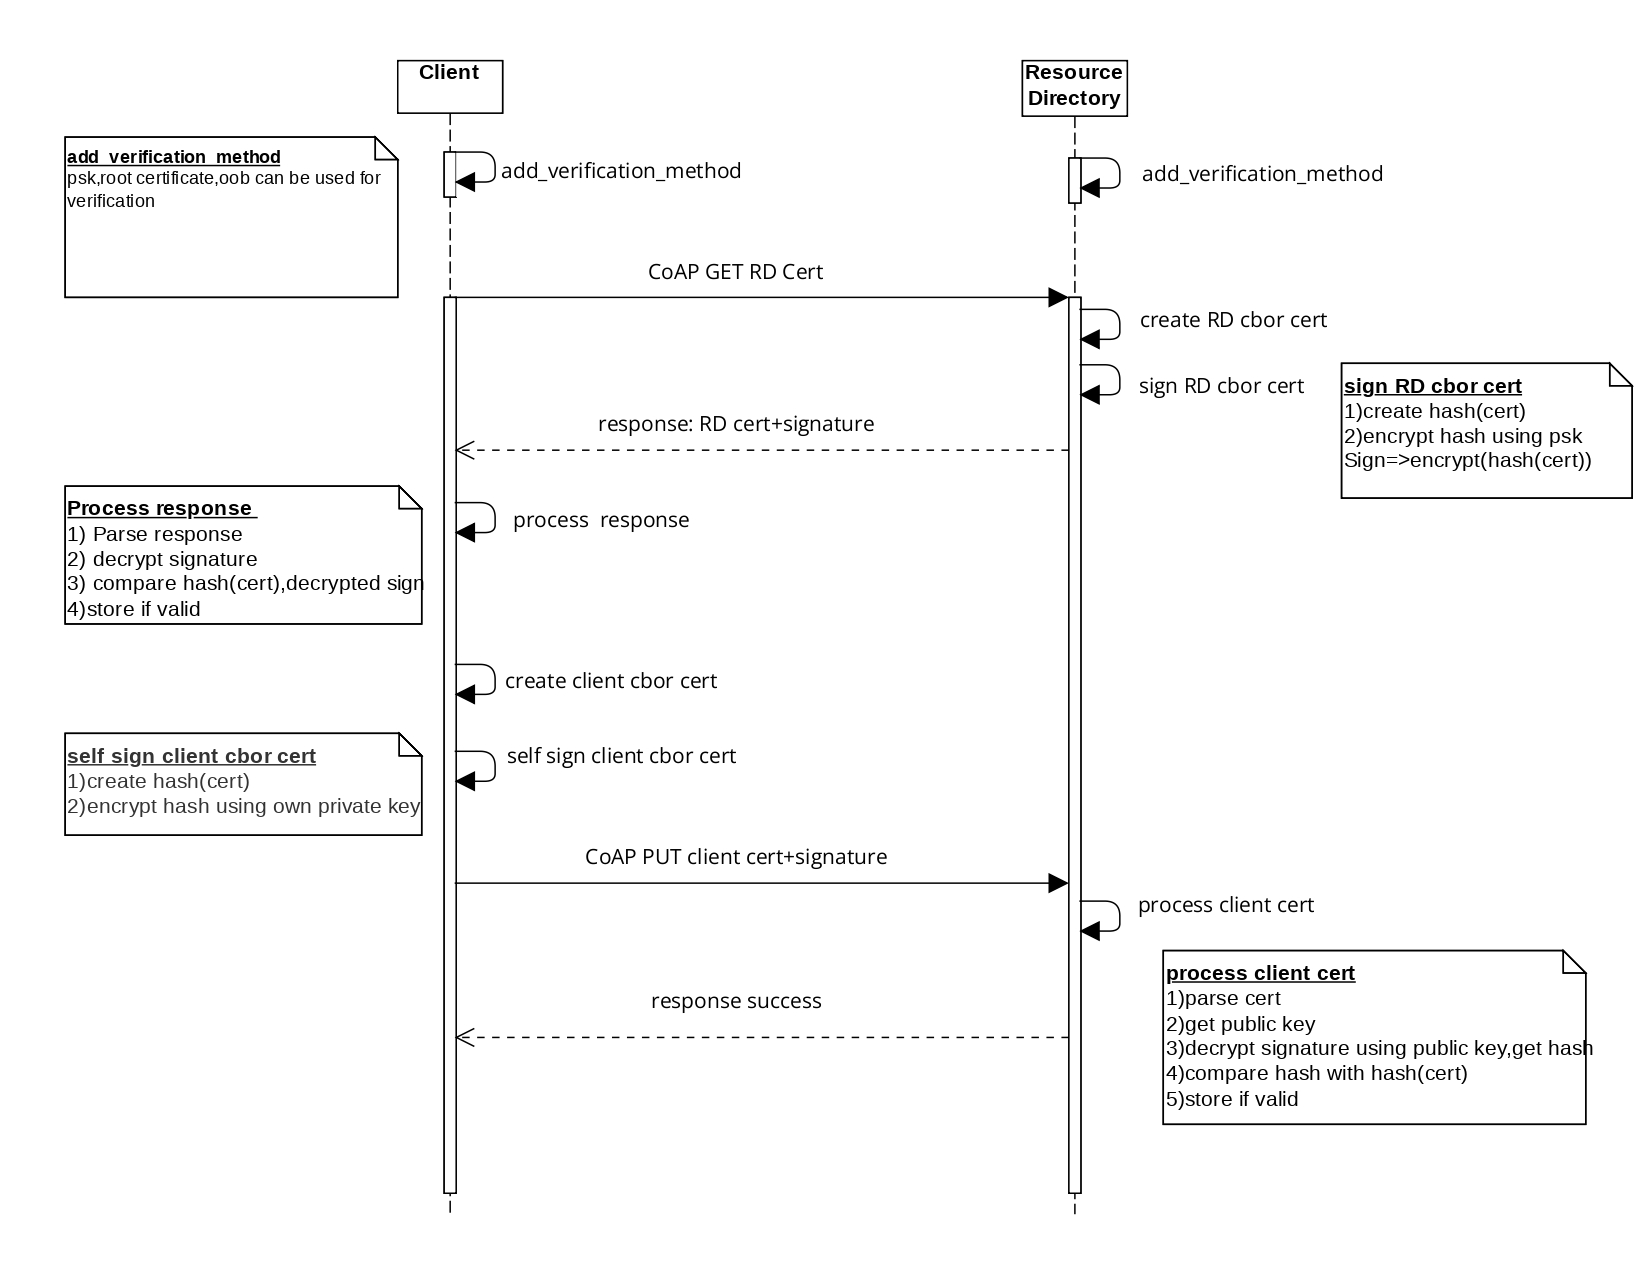 Client
Resource
Directory
add_verification_method
psk,root certificate,oob can be used for
verification
add_verification_method
add_verification_method
CoAP GET RD Cert
create RD cbor cert
sign RD cbor cert
sign RD cbor cert
1)create hash(cert)
2)encrypt hash using psk
Sign=>encrypt(hash(cert))
response: RD cert+signature
Process response
1) Parse response
2) decrypt signature
3) compare hash(cert),decrypted sign
4)store if valid
process  response
create client cbor cert
self sign client cbor cert
1)create hash(cert)
2)encrypt hash using own private key
self sign client cbor cert
CoAP PUT client cert+signature
process client cert
process client cert
1)parse cert
2)get public key
3)decrypt signature using public key,get hash
4)compare hash with hash(cert)
5)store if valid
response success